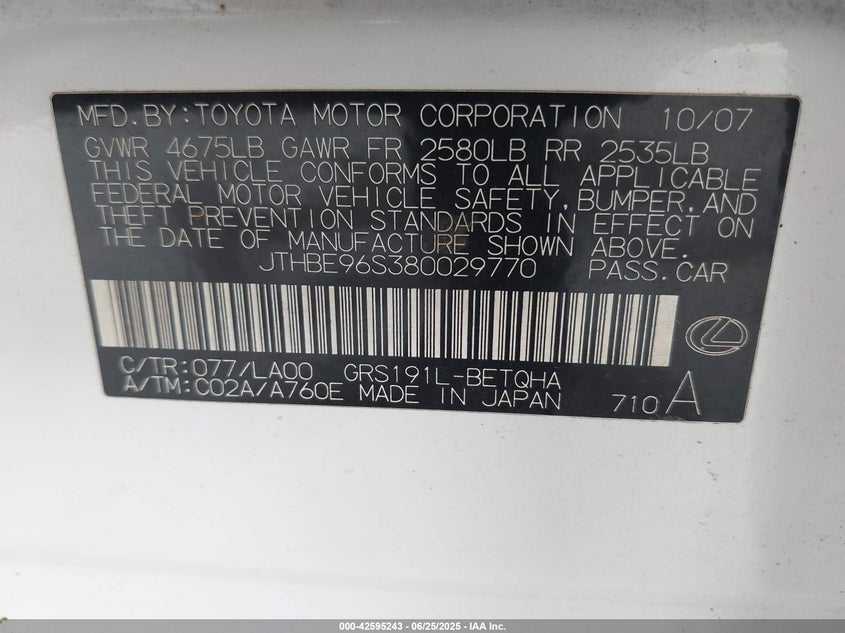 MFD.BY:TOYOTA MOTOR CORPORATION 10/07
GVWR 4675LB GAWR FR 2580LB RR 2535LB
THIS VEHICLE CONFORMS TO ALL APPLICABLE
FEDERAL MOTOR VEHICLE SAFETY,BUMPER,AND
THEFT PREVENTION STANDARDS IN EFFECT ON
THE DATE OF MANUFACTURE SHOWN ABOVE.
JTHBE96S380029770 PASS.CAR
C/TR:077/LA00 GRS191L-BETQHA
A/TM:C02A/A760E MADE IN JAPAN 710 A
000-42595243 - 06/25/2025 - IAA Inc.